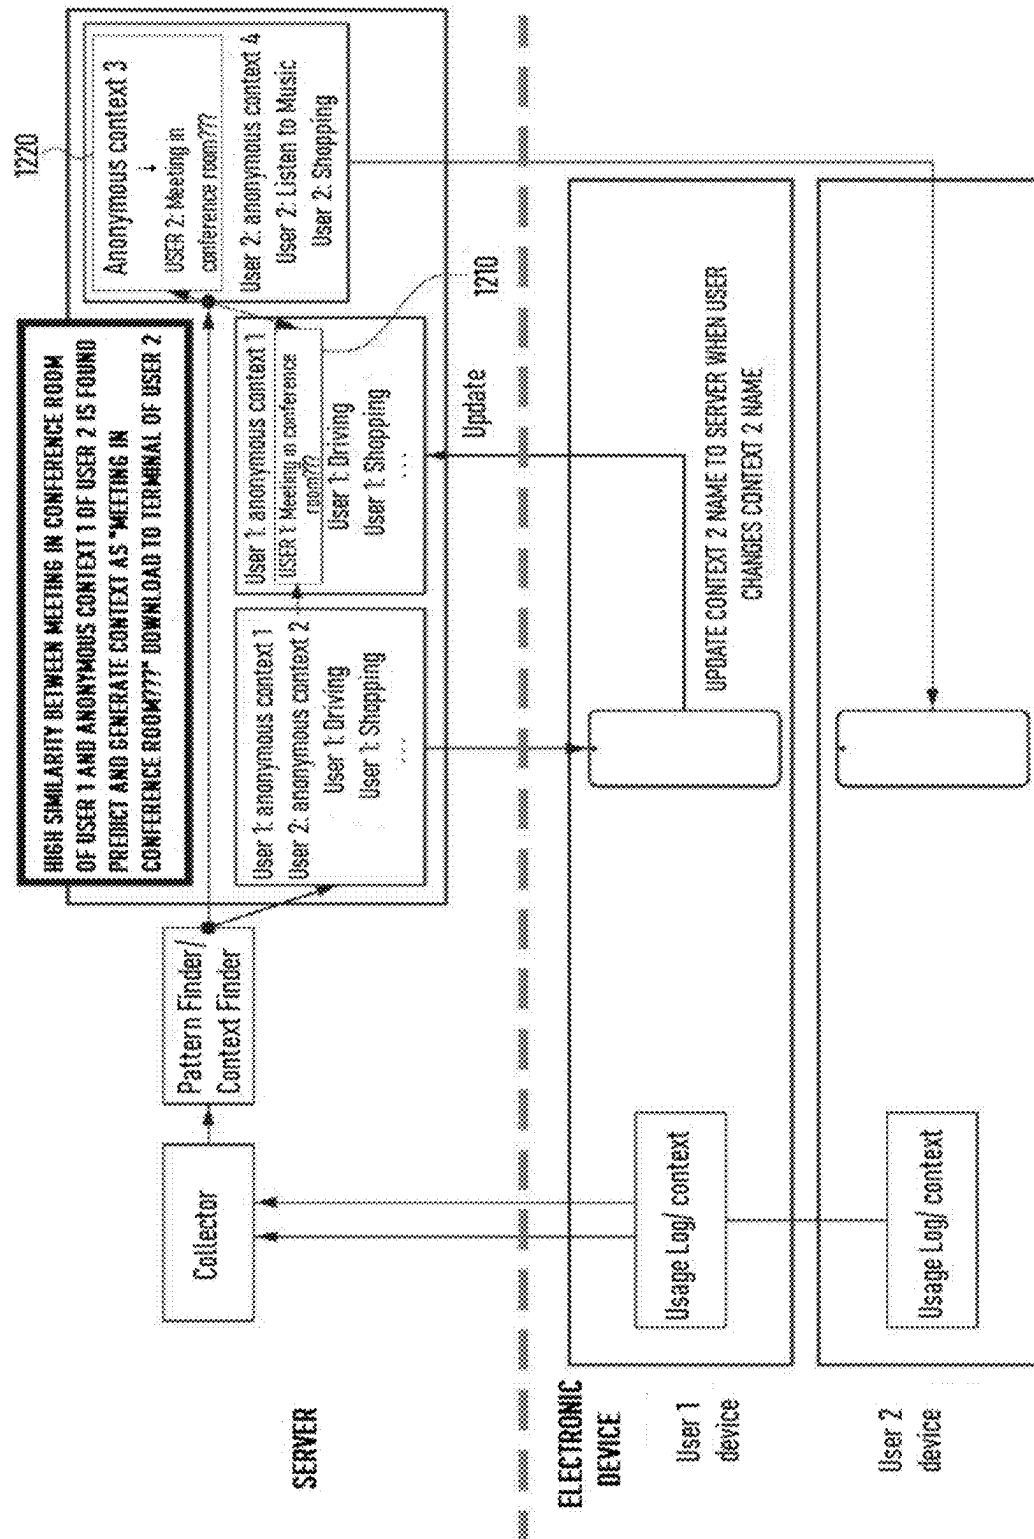 HIGH SIMILARITY BETWEEN MEETING IN CONFERENCE ROOM
OF USER 1 AND ANONYMOUS CONTEXT 1 OF USER 2 IS FOUND
PREDICT AND GENERATE CONTEXT AS "MEETING IN
CONFERENCE ROOM???" DOWNLOAD TO TERMINAL OF USER 2
1220
SERVER
Collector
Pattern Finder/
Context Finder
User 1: anonymous context 1
User 2: anonymous context 2
User 1: Driving
User 1: Shopping
...
User 1: anonymous context 1
USER 1: Meeting in conference
room???
User 1: Driving
User 1: Shopping
...
Anonymous context 3
↓
USER 2: Meeting in
conference room???
User 2: anonymous context 4
User 2: Listen to Music
User 2: Shopping
1210
Update
ELECTRONIC
DEVICE
User 1
device
Usage Log/ context
UPDATE CONTEXT 2 NAME TO SERVER WHEN USER
CHANGES CONTEXT 2 NAME
User 2
device
Usage Log/ context